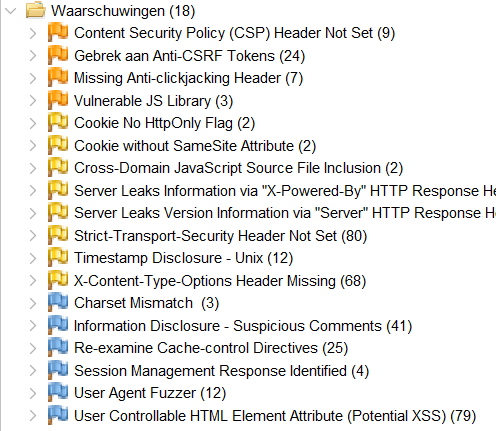 Waarschuwingen (18)
Content Security Policy (CSP) Header Not Set (9)
Gebrek aan Anti-CSRF Tokens (24)
Missing Anti-clickjacking Header (7)
Vulnerable JS Library (3)
Cookie No HttpOnly Flag (2)
Cookie without SameSite Attribute (2)
Cross-Domain JavaScript Source File Inclusion (2)
Server Leaks Information via "X-Powered-By" HTTP Response He
Server Leaks Version Information via "Server" HTTP Response He
Strict-Transport-Security Header Not Set (80)
Timestamp Disclosure - Unix (12)
X-Content-Type-Options Header Missing (68)
Charset Mismatch (3)
Information Disclosure - Suspicious Comments (41)
Re-examine Cache-control Directives (25)
Session Management Response Identified (4)
User Agent Fuzzer (12)
User Controllable HTML Element Attribute (Potential XSS) (79)